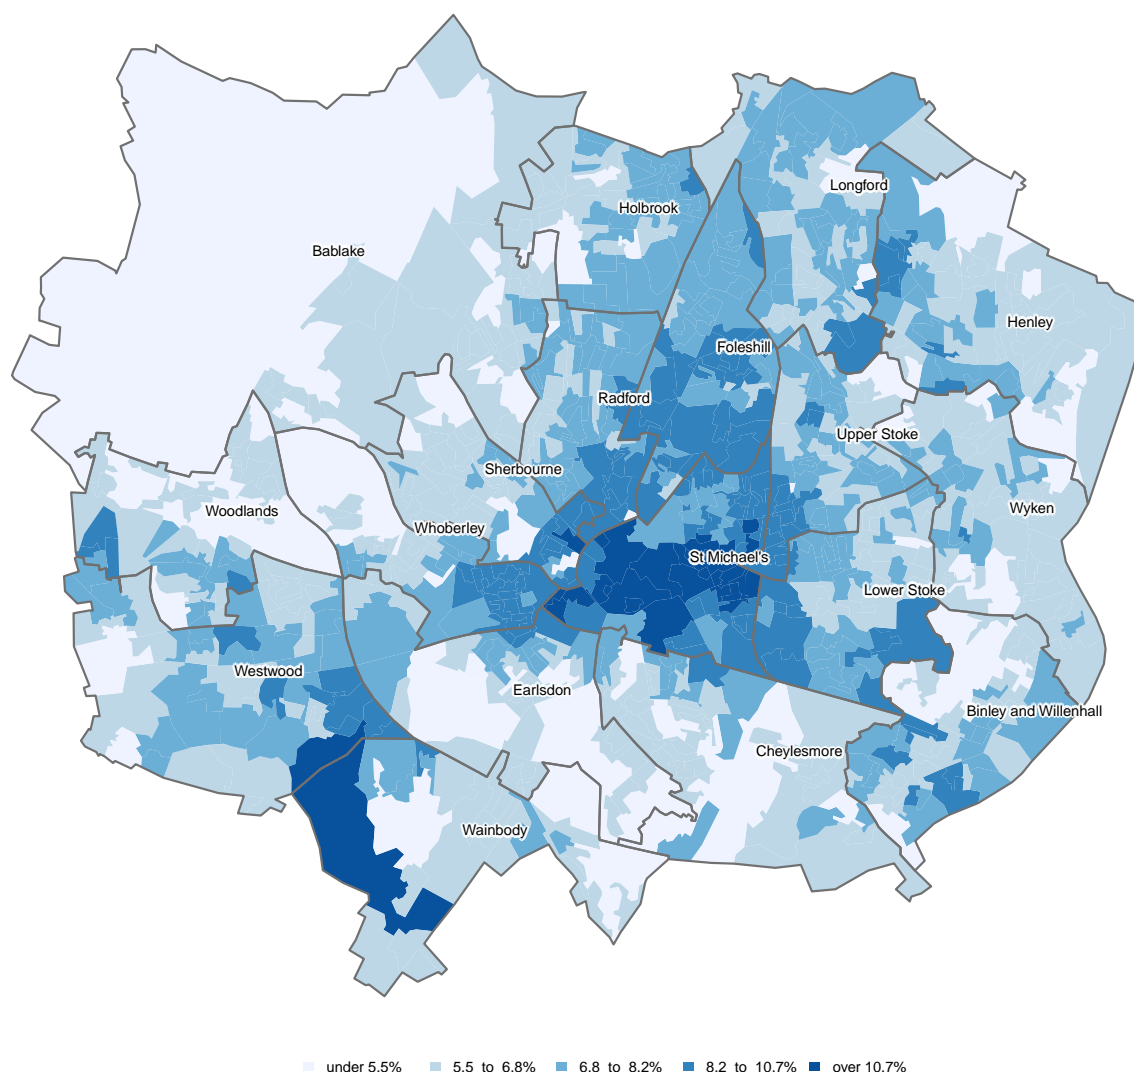 Longford
Holbrook
Bablake
Henley
Foleshill
Radford
Upper Stoke
Sherbourne
Wyken
Woodlands
Whoberley
St Michael's
Lower Stoke
Westwood
Earlsdon
Binley and Willenhall
Cheylesmore
Wainbody
under 5.5% 5.5 to 6.8% 6.8 to 8.2% 8.2 to 10.7% over 10.7%